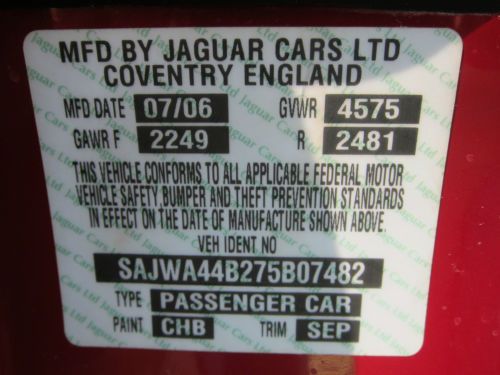 MFD BY JAGUAR CARS LTD
COVENTRY ENGLAND
MFD DATE 07/06 GVWR 4575
GAWR F 2249 R 2481
THIS VEHICLE CONFORMS TO ALL APPLICABLE FEDERAL MOTOR
VEHICLE SAFETY,BUMPER AND THEFT PREVENTION STANDARDS
IN EFFECT ON THE DATE OF MANUFACTURE SHOWN ABOVE.
VEH IDENT NO
SAJWA44B275B07482
TYPE PASSENGER CAR
PAINT CHB TRIM SEP